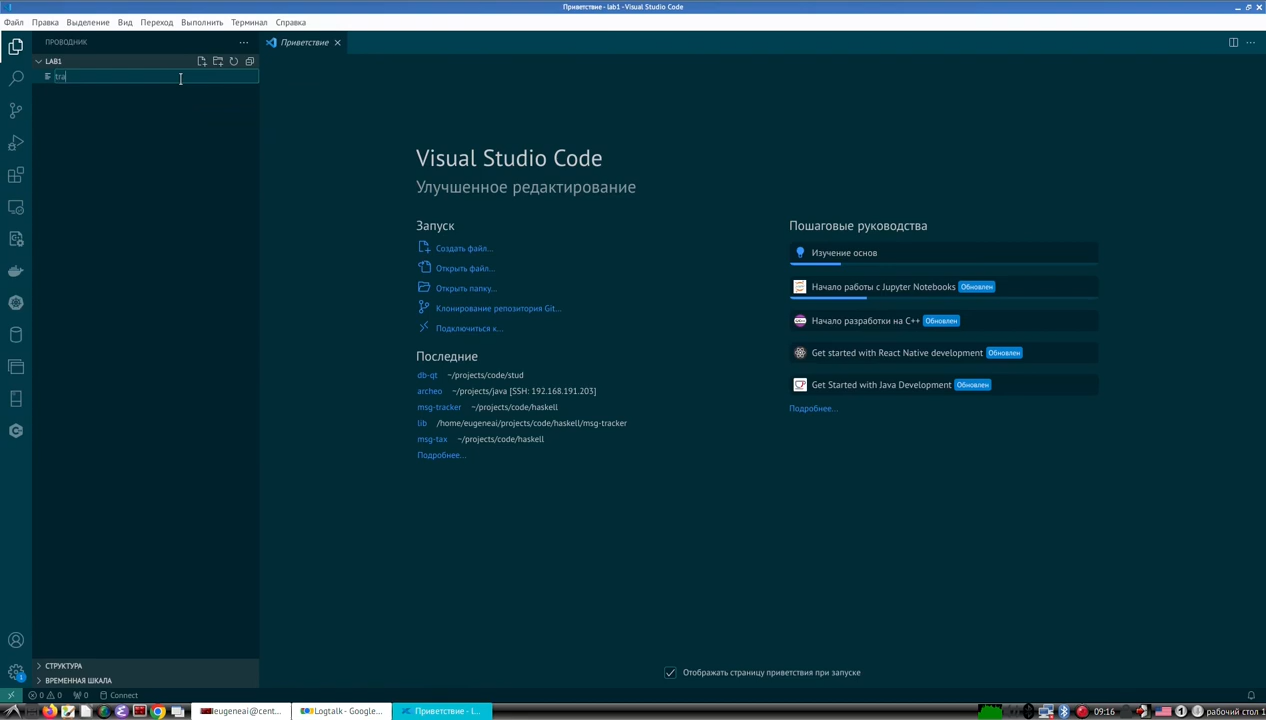 Приветствие - lab1 - Visual Studio Code
Файл Правка Выделение Вид Переход Выполнить Терминал Справка
ПРОВОДНИК
Приветствие
LAB1
tra
Visual Studio Code
Улучшенное редактирование
Запуск
Создать файл...
Открыть файл...
Открыть папку...
Клонирование репозитория Git...
Подключиться к...
Последние
db-qt ~/projects/code/stud
archeo ~/projects/java [SSH: 192.168.191.203]
msg-tracker ~/projects/code/haskell
lib /home/eugeneai/projects/code/haskell/msg-tracker
msg-tax ~/projects/code/haskell
Подробнее...
Пошаговые руководства
Изучение основ
Начало работы с Jupyter Notebooks Обновлен
Начало разработки на C++ Обновлен
Get started with React Native development Обновлен
Get Started with Java Development Обновлен
Подробнее...
Отображать страницу приветствия при запуске
СТРУКТУРА
ВРЕМЕННАЯ ШКАЛА
1
0 0 0 Connect
eugeneai@cent... Logtalk - Google... Приветствие - l... 09:16 1 рабочий стол 1